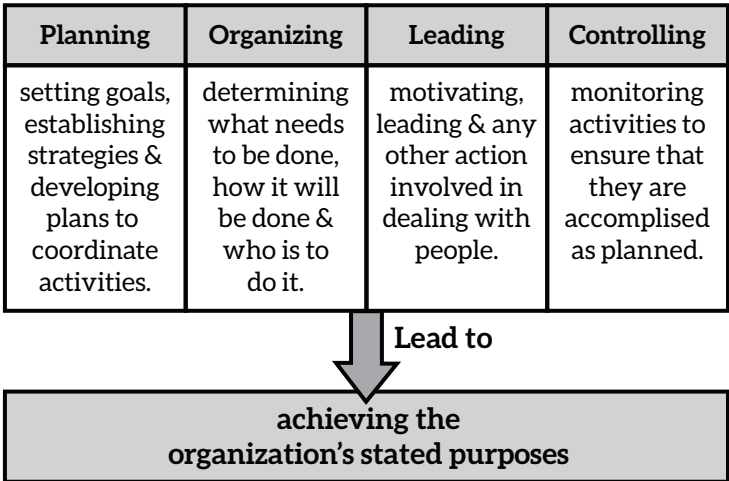 Planning
setting goals,
establishing
strategies &
developing
plans to
coordinate
activities.
Organizing
determining
what needs
to be done,
how it will
be done &
who is to
do it.
Leading
motivating,
leading & any
other action
involved in
dealing with
people.
Controlling
monitoring
activities to
ensure that
they are
accomplised
as planned.
Lead to
achieving the
organization's stated purposes